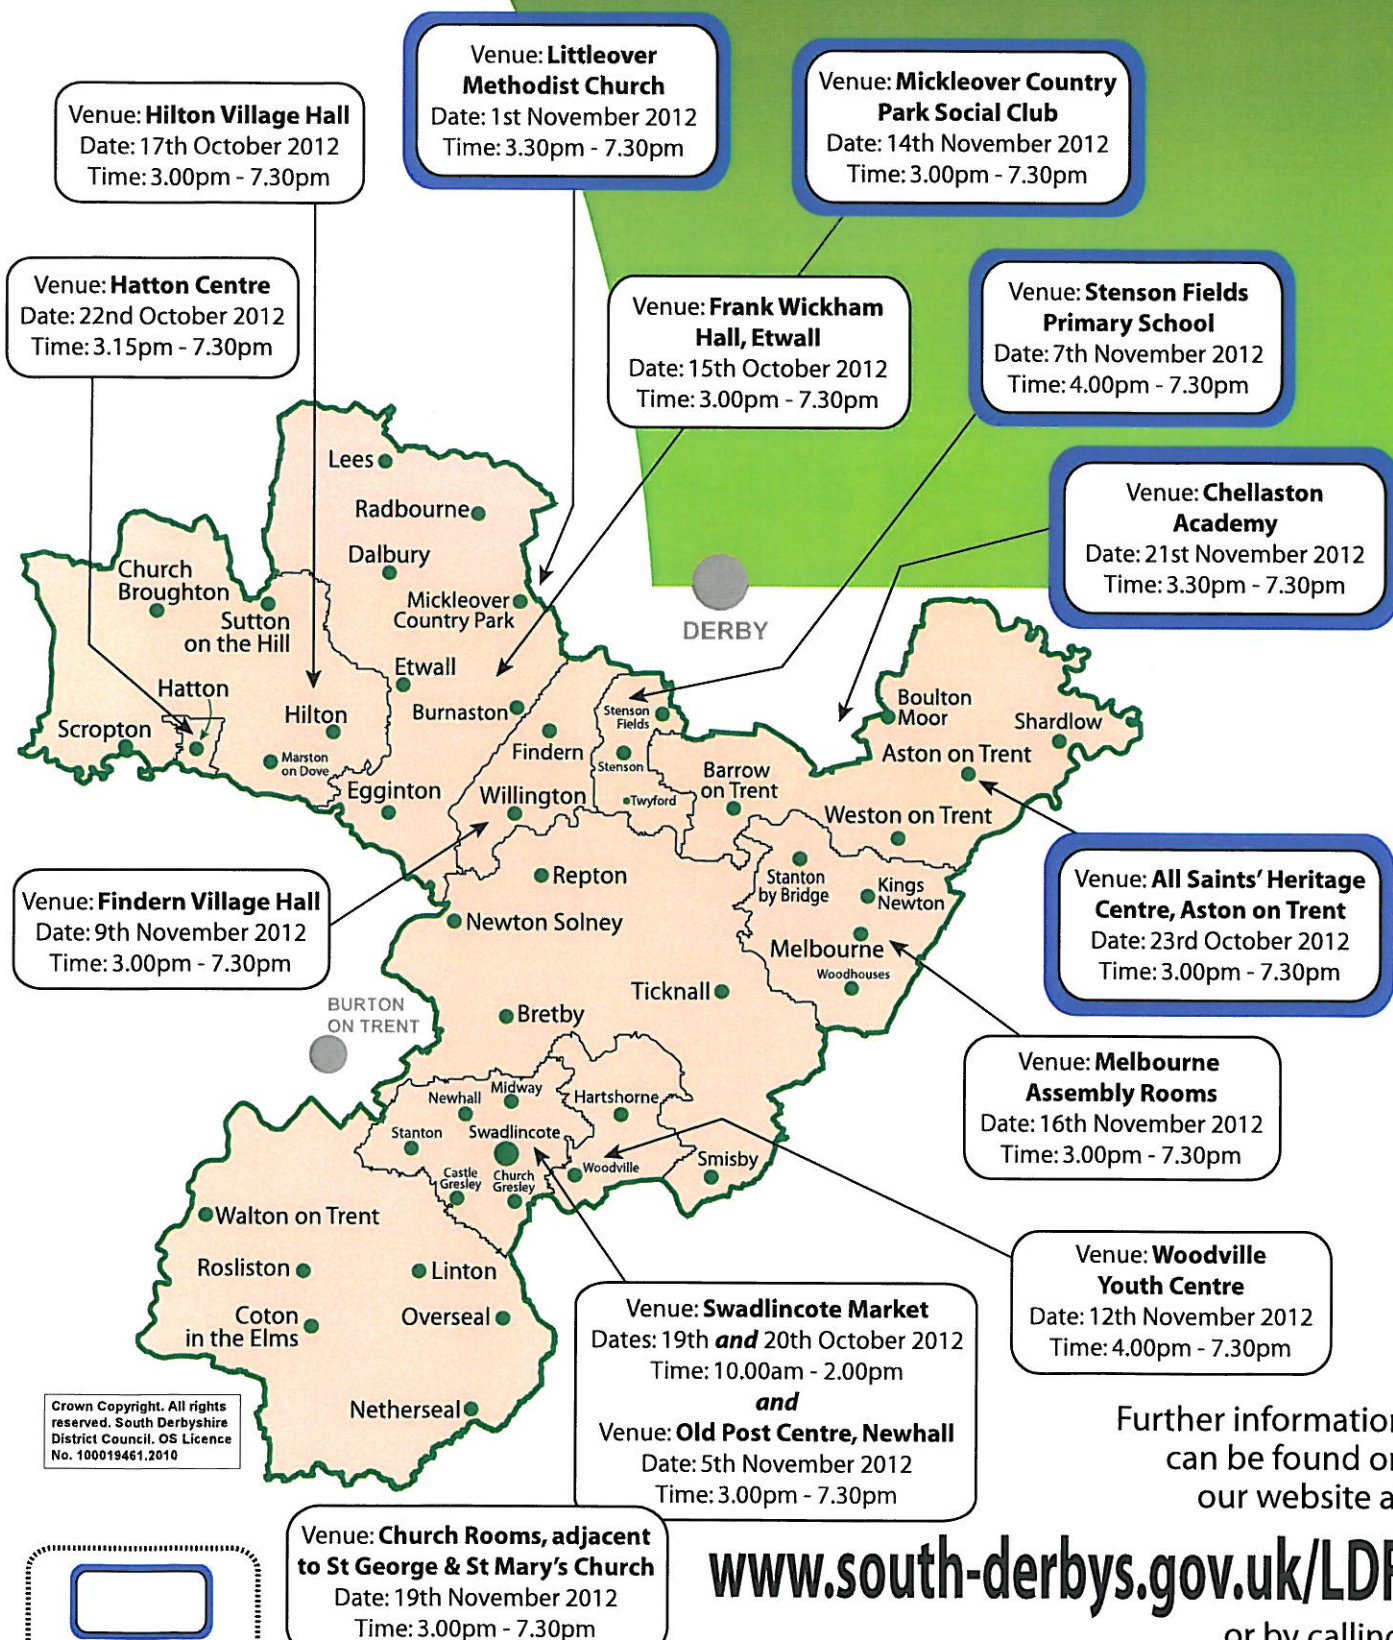 Venue: Littleover
Methodist Church
Date: 1st November 2012
Time: 3.30pm - 7.30pm
Venue: Mickleover Country
Park Social Club
Date: 14th November 2012
Time: 3.00pm - 7.30pm
Venue: Hilton Village Hall
Date: 17th October 2012
Time: 3.00pm - 7.30pm
Venue: Hatton Centre
Date: 22nd October 2012
Time: 3.15pm - 7.30pm
Venue: Frank Wickham
Hall, Etwall
Date: 15th October 2012
Time: 3.00pm - 7.30pm
Venue: Stenson Fields
Primary School
Date: 7th November 2012
Time: 4.00pm - 7.30pm
Venue: Chellaston
Academy
Date: 21st November 2012
Time: 3.30pm - 7.30pm
Lees
Radbourne
Dalbury
Church
Broughton
Sutton
on the Hill
Mickleover
Country Park
DERBY
Etwall
Hatton
Hilton
Burnaston
Scropton
Marston
on Dove
Egginton
Findern
Willington
Stenson
Fields
Stenson
Twyford
Barrow
on Trent
Boulton
Moor
Shardlow
Aston on Trent
Weston on Trent
Stanton
by Bridge
Kings
Newton
Melbourne
Woodhouses
Repton
Newton Solney
Ticknall
Bretby
Venue: Findern Village Hall
Date: 9th November 2012
Time: 3.00pm - 7.30pm
BURTON
ON TRENT
Venue: All Saints' Heritage
Centre, Aston on Trent
Date: 23rd October 2012
Time: 3.00pm - 7.30pm
Venue: Melbourne
Assembly Rooms
Date: 16th November 2012
Time: 3.00pm - 7.30pm
Newhall
Midway
Hartshorne
Stanton
Swadlincote
Castle
Gresley
Church
Gresley
Woodville
Smisby
Walton on Trent
Rosliston
Linton
Coton
in the Elms
Overseal
Netherseal
Venue: Woodville
Youth Centre
Date: 12th November 2012
Time: 4.00pm - 7.30pm
Venue: Swadlincote Market
Dates: 19th and 20th October 2012
Time: 10.00am - 2.00pm
and
Venue: Old Post Centre, Newhall
Date: 5th November 2012
Time: 3.00pm - 7.30pm
Crown Copyright. All rights
reserved. South Derbyshire
District Council. OS Licence
No. 100019461.2010
Venue: Church Rooms, adjacent
to St George & St Mary's Church
Date: 19th November 2012
Time: 3.00pm - 7.30pm
Further information
can be found on
our website a
www.south-derbys.gov.uk/LDF
or by calling